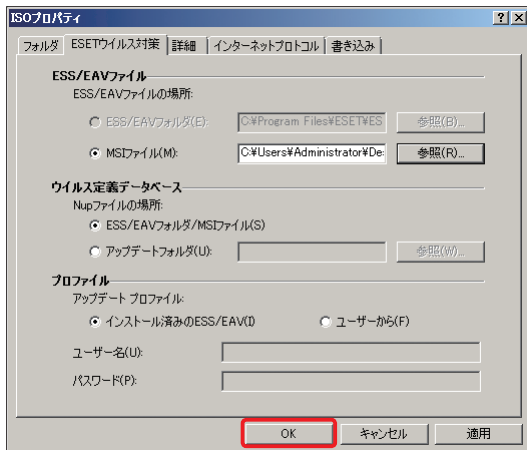 ISOプロパティ
フォルダ ESETウイルス対策 詳細 インターネットプロトコル 書き込み
ESS/EAVファイル
ESS/EAVファイルの場所:
ESS/EAVフォルダ(E): C:¥Program Files¥ESET¥ES 参照(B)...
MSIファイル(M): C:¥Users¥Administrator¥De: 参照(R)...
ウイルス定義データベース
Nupファイルの場所:
ESS/EAVフォルダ/MSIファイル(S)
アップデートフォルダ(U): 参照(W)...
プロファイル
アップデート プロファイル:
インストール済みのESS/EAV(I) ユーザーから(F)
ユーザー名(U):
パスワード(P):
OK キャンセル 適用